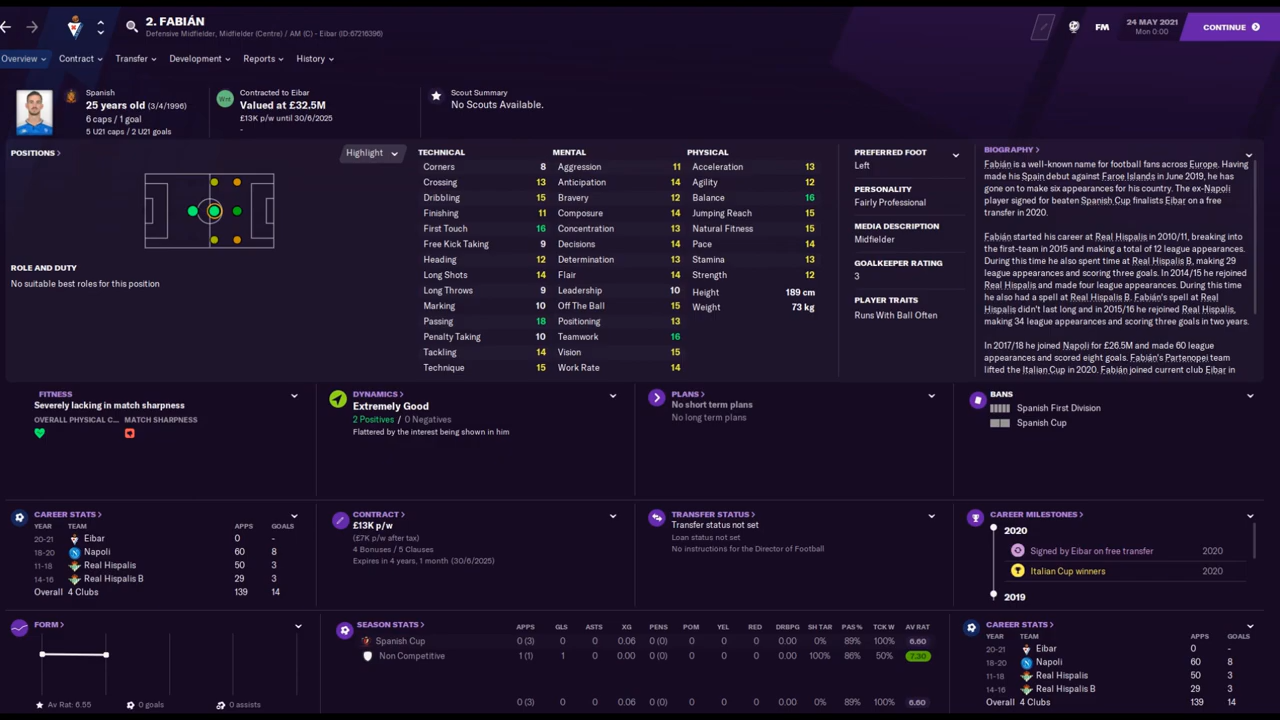 2. FABIÁN
Defensive Midfielder, Midfielder (Centre) / AM (C) - Eibar (ID:67216396)
FM
24 MAY 2021
Mon 0:00
CONTINUE
Overview
Contract
Transfer
Development
Reports
History
Spanish
25 years old (3/4/1996)
6 caps / 1 goal
5 U21 caps / 2 U21 goals
Wnt
Contracted to Eibar
Valued at £32.5M
£13K p/w until 30/6/2025
-
Scout Summary
No Scouts Available.
POSITIONS
Highlight
ROLE AND DUTY
No suitable best roles for this position
TECHNICAL
Corners 8
Crossing 13
Dribbling 15
Finishing 11
First Touch 16
Free Kick Taking 9
Heading 12
Long Shots 14
Long Throws 9
Marking 10
Passing 18
Penalty Taking 10
Tackling 14
Technique 15
MENTAL
Aggression 11
Anticipation 14
Bravery 12
Composure 14
Concentration 13
Decisions 14
Determination 13
Flair 14
Leadership 10
Off The Ball 15
Positioning 13
Teamwork 16
Vision 15
Work Rate 14
PHYSICAL
Acceleration 13
Agility 12
Balance 16
Jumping Reach 15
Natural Fitness 15
Pace 14
Stamina 13
Strength 12
Height 189 cm
Weight 73 kg
PREFERRED FOOT
Left
PERSONALITY
Fairly Professional
MEDIA DESCRIPTION
Midfielder
GOALKEEPER RATING
3
PLAYER TRAITS
Runs With Ball Often
BIOGRAPHY
Fabián is a well-known name for football fans across Europe. Having
made his Spain debut against Faroe Islands in June 2019, he has
gone on to make six appearances for his country. The ex-Napoli
player signed for beaten Spanish Cup finalists Eibar on a free
transfer in 2020.
Fabián started his career at Real Hispalis in 2010/11, breaking into
the first-team in 2015 and making a total of 12 league appearances.
During this time he also spent time at Real Hispalis B, making 29
league appearances and scoring three goals. In 2014/15 he rejoined
Real Hispalis and made four league appearances. During this time
he also had a spell at Real Hispalis B. Fabián's spell at Real
Hispalis didn't last long and in 2015/16 he rejoined Real Hispalis,
making 34 league appearances and scoring three goals in two years.
In 2017/18 he joined Napoli for £26.5M and made 60 league
appearances and scored eight goals. Fabián's Partenopei team
lifted the Italian Cup in 2020. Fabián joined current club Eibar in
FITNESS
Severely lacking in match sharpness
OVERALL PHYSICAL C... MATCH SHARPNESS
DYNAMICS
Extremely Good
2 Positives / 0 Negatives
Flattered by the interest being shown in him
PLANS
No short term plans
No long term plans
BANS
Spanish First Division
Spanish Cup
CAREER STATS
YEAR TEAM APPS GOALS
20-21 Eibar 0 -
18-20 Napoli 60 8
11-18 Real Hispalis 50 3
14-16 Real Hispalis B 29 3
Overall 4 Clubs 139 14
CONTRACT
£13K p/w
(£7K p/w after tax)
4 Bonuses / 5 Clauses
Expires in 4 years, 1 month (30/6/2025)
TRANSFER STATUS
Transfer status not set
Loan status not set
No instructions for the Director of Football
CAREER MILESTONES
2020
Signed by Eibar on free transfer 2020
Italian Cup winners 2020
2019
FORM
Av Rat: 6.55 0 goals 0 assists
SEASON STATS APPS GLS ASTS XG PENS POM YEL RED DRBPG SH TAR PAS % TCK W AV RAT
Spanish Cup 0 (3) 0 0 0.06 0 (0) 0 0 0 0.00 0% 89% 100% 6.60
Non Competitive 1 (1) 1 0 0.00 0 (0) 0 0 0 0.00 100% 86% 50% 7.30
0 (3) 0 0 0.06 0 (0) 0 0 0 0.00 0% 89% 100% 6.60
CAREER STATS
YEAR TEAM APPS GOALS
20-21 Eibar 0 -
18-20 Napoli 60 8
11-18 Real Hispalis 50 3
14-16 Real Hispalis B 29 3
Overall 4 Clubs 139 14